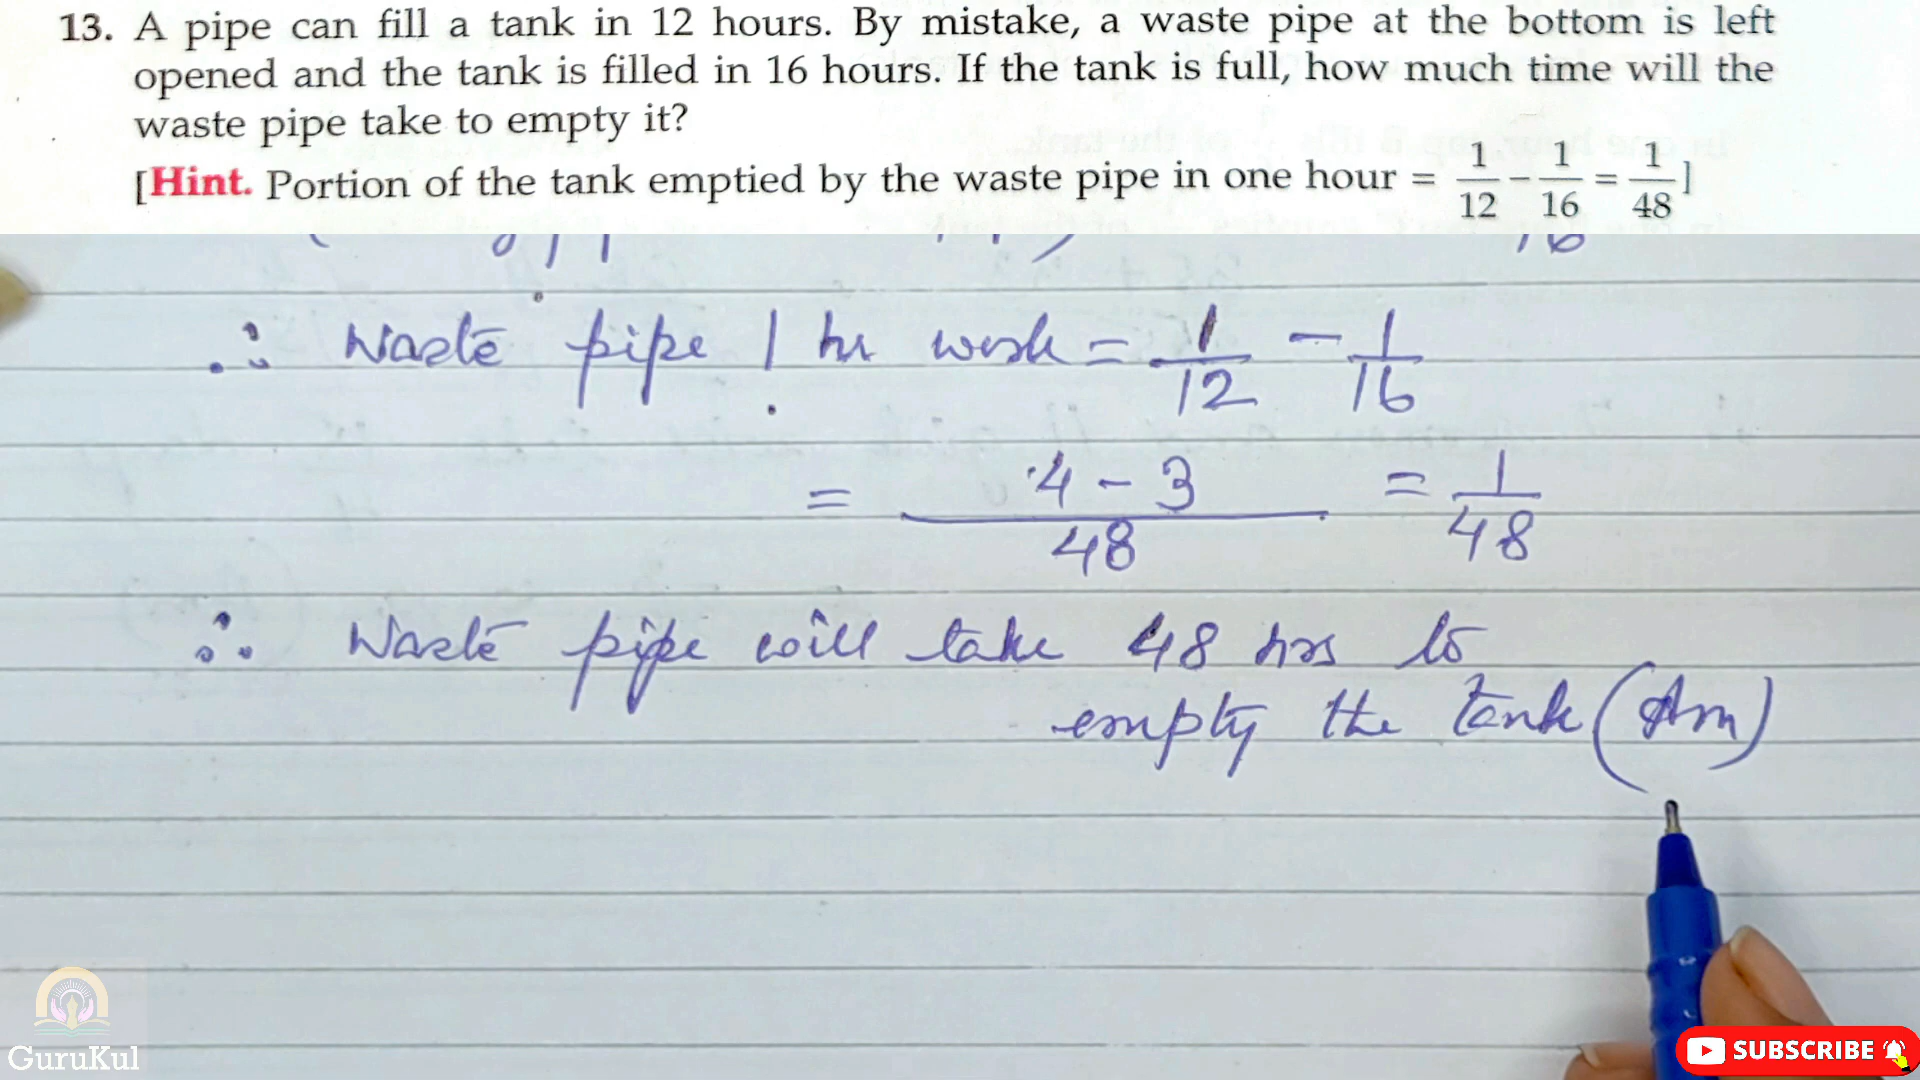 13. A pipe can fill a tank in 12 hours. By mistake, a waste pipe at the bottom is left
opened and the tank is filled in 16 hours. If the tank is full, how much time will the
waste pipe take to empty it?
[Hint. Portion of the tank emptied by the waste pipe in one hour = 1/12 − 1/16 = 1/48]
16
∴ Waste pipe 1 hr work = 1/12 − 1/16
= 4 − 3/48 = 1/48
∴ Waste pipe will take 48 hrs to
empty the tank (Ans)
GuruKul
SUBSCRIBE